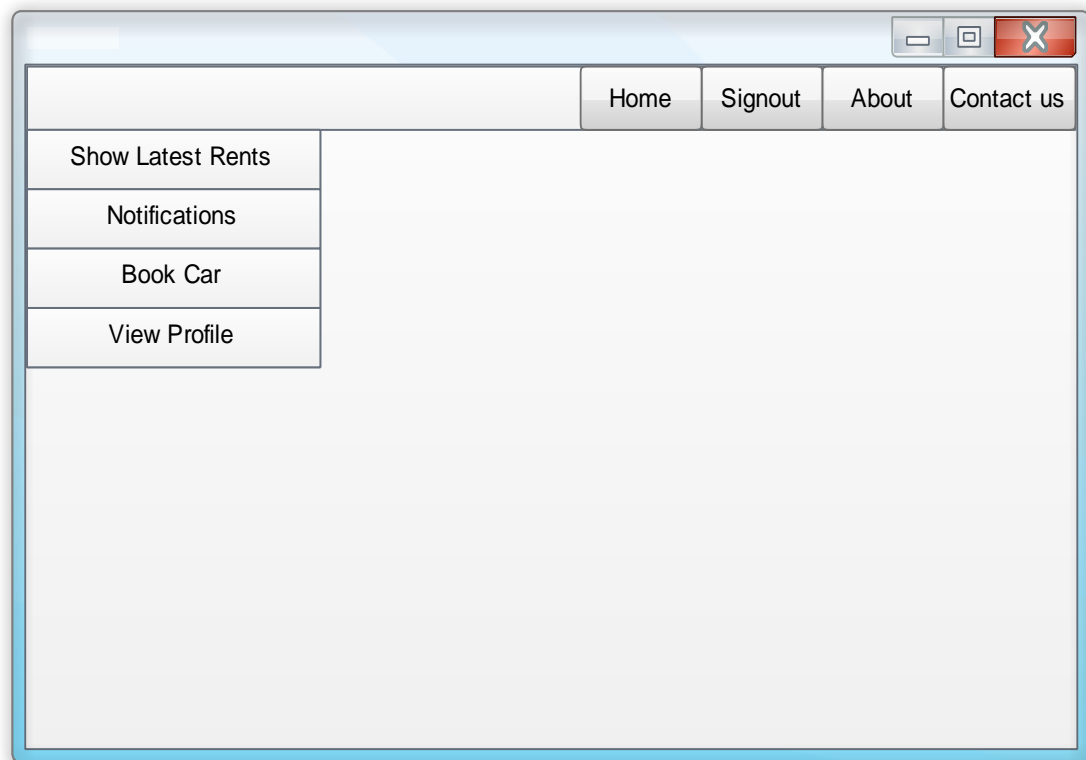 Home
Signout
About
Contact us
Show Latest Rents
Notifications
Book Car
View Profile